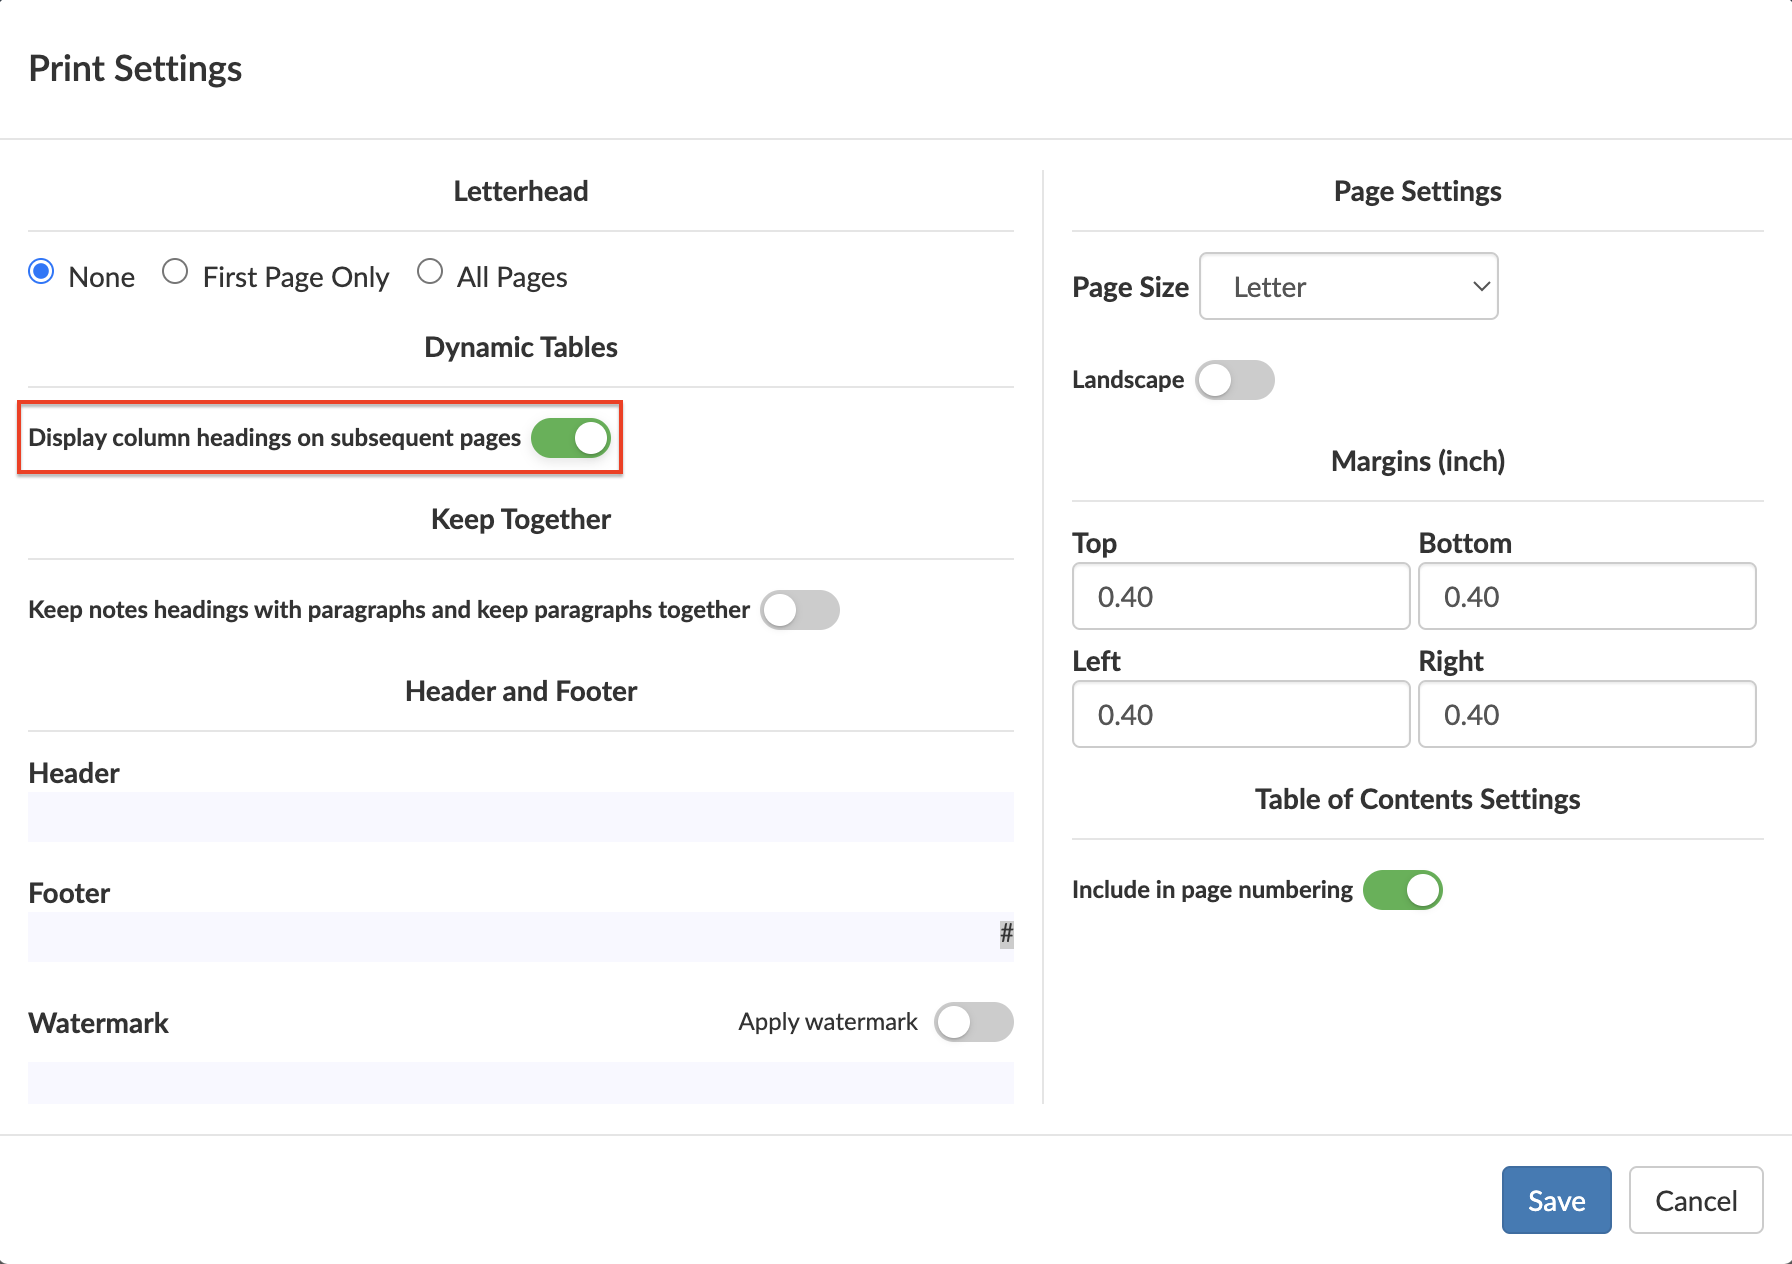 Print Settings
Letterhead
None First Page Only All Pages
Dynamic Tables
Display column headings on subsequent pages
Keep Together
Keep notes headings with paragraphs and keep paragraphs together
Header and Footer
Header
Footer
#
Watermark Apply watermark
Page Settings
Page Size Letter
Landscape
Margins (inch)
Top Bottom
0.40 0.40
Left Right
0.40 0.40
Table of Contents Settings
Include in page numbering
Save Cancel